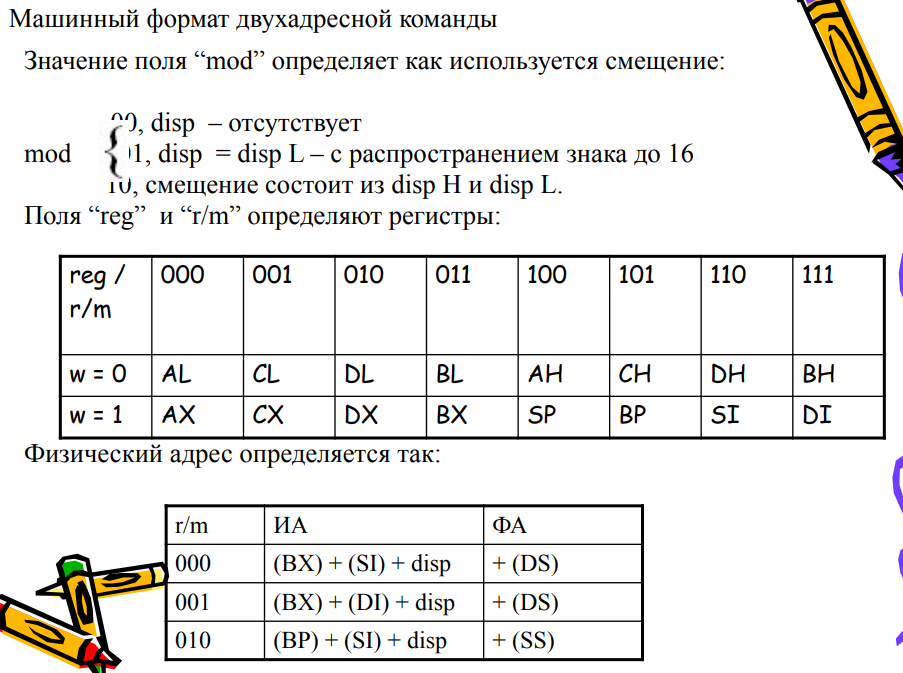 Машинный формат двухадресной команды
Значение поля “mod” определяет как используется смещение:
00, disp – отсутствует
mod { 01, disp = disp L – с распространением знака до 16
10, смещение состоит из disp H и disp L.
Поля “reg” и “r/m” определяют регистры:
reg / 000 001 010 011 100 101 110 111
r/m
w = 0 AL CL DL BL AH CH DH BH
w = 1 AX CX DX BX SP BP SI DI
Физический адрес определяется так:
r/m ИА ФА
000 (BX) + (SI) + disp + (DS)
001 (BX) + (DI) + disp + (DS)
010 (BP) + (SI) + disp + (SS)